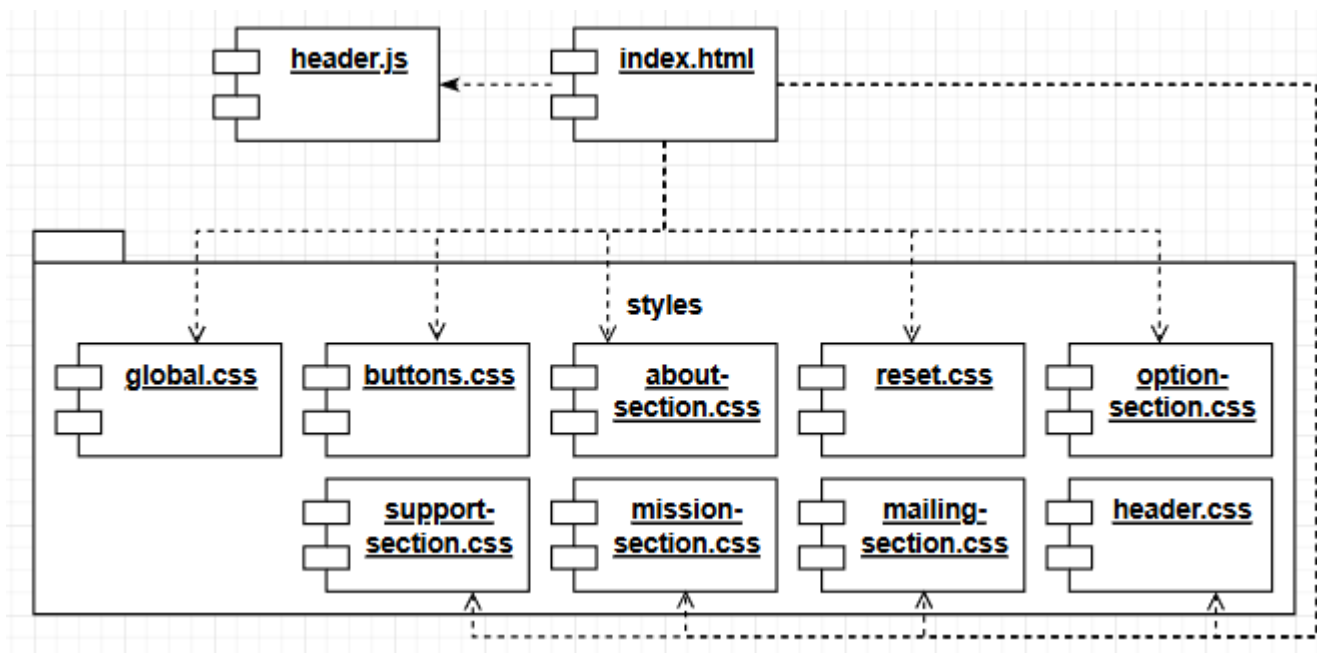 header.js
index.html
styles
global.css
buttons.css
about-
section.css
reset.css
option-
section.css
support-
section.css
mission-
section.css
mailing-
section.css
header.css